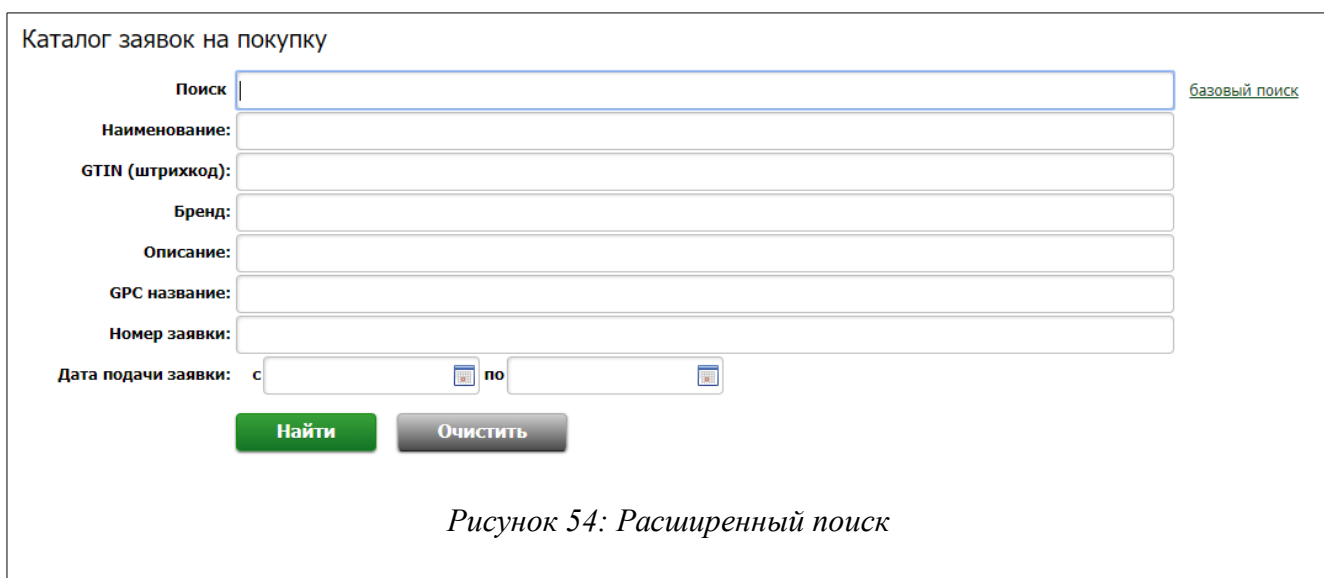 Каталог заявок на покупку
Поиск базовый поиск
Наименование:
GTIN (штрихкод):
Бренд:
Описание:
GPC название:
Номер заявки:
Дата подачи заявки: с по
Найти Очистить
Рисунок 54: Расширенный поиск